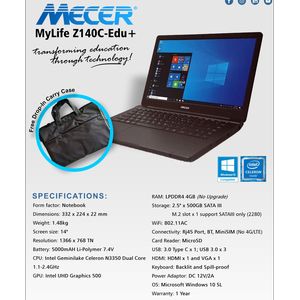 MECER
MyLife Z140C-Edu+
Transforming education
through Technology!
Free Drop-In Carry Case
SPECIFICATIONS:
Form factor: Notebook
Dimensions: 332 x 224 x 22 mm
Weight: 1.48kg
Screen size: 14"
Resolution: 1366 x 768 TN
Battery: 5000mAH Li-Polymer 7.4V
CPU: Intel Geminilake Celeron N3350 Dual Core
1.1-2.4GHz
GPU: Intel UHD Graphics 500
RAM: LPDDR4 4GB (No Upgrade)
Storage: 2.5" x 500GB SATA III
M.2 slot x 1 support SATAIII only (2280)
WiFi: 802.11AC
Connectivity: Rj45 Port, BT, MiniSIM (No 4G/LTE)
Card Reader: MicroSD
USB: 3.0 Type C x 1; USB 3.0 x 3
HDMI: HDMI x 1 and VGA x 1
Keyboard: Backlit and Spill-proof
Power Adaptor: DC 12V/2A
OS: Microsoft Windows 10 SL
Warranty: 1 Year